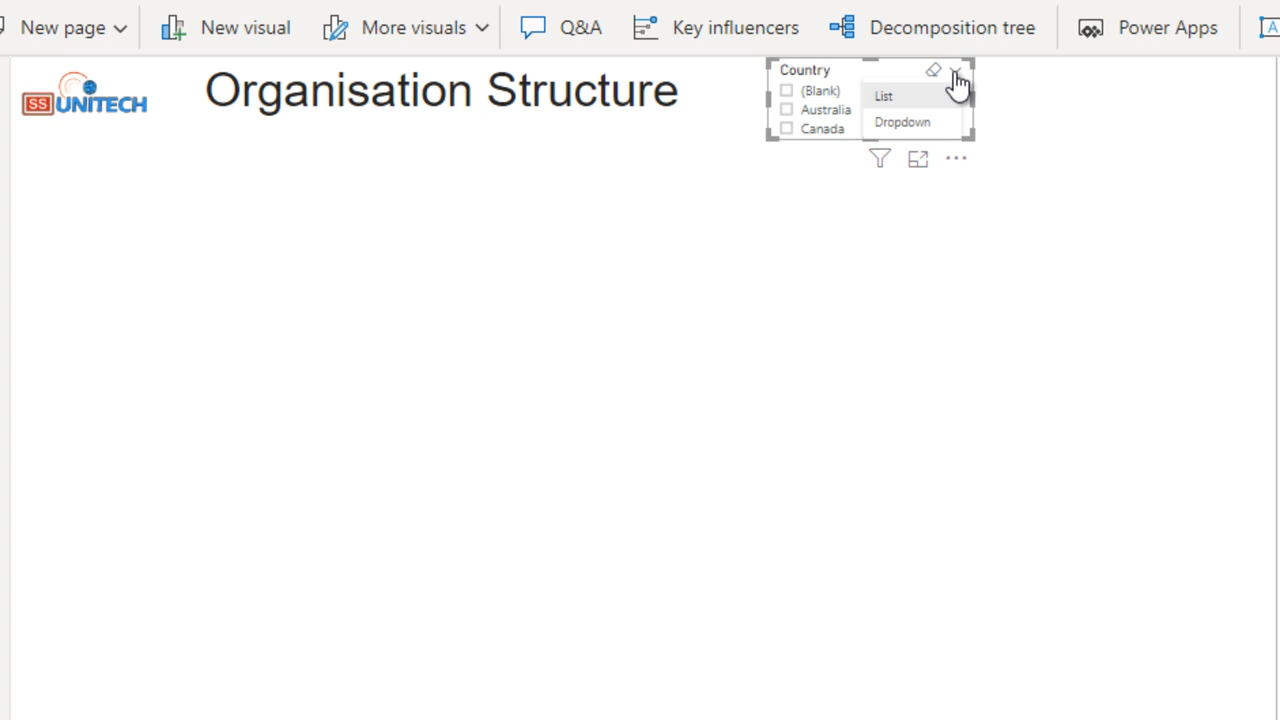 New page
New visual
More visuals
Q&A
Key influencers
Decomposition tree
Power Apps
A
SS UNITECH
Organisation Structure
Country
(Blank)
Australia
Canada
List
Dropdown